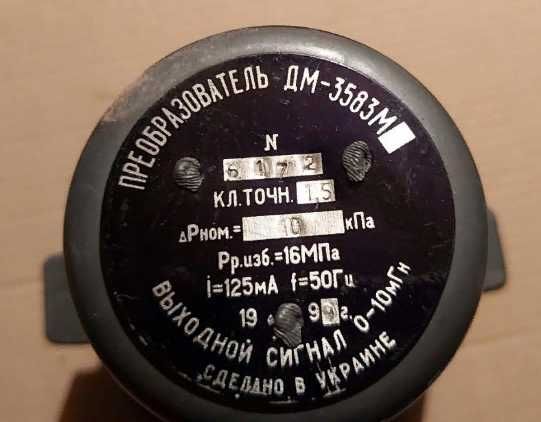 ПРЕОБРАЗОВАТЕЛЬ ДМ-3583М
N
6172
КЛ.ТОЧН. 1,5
ΔРном.= 10 кПа
Рр.изб.=16МПа
i=125мА f=50Гц
19 99г.
ВЫХОДНОЙ СИГНАЛ 0-10мГн
СДЕЛАНО В УКРАИНЕ